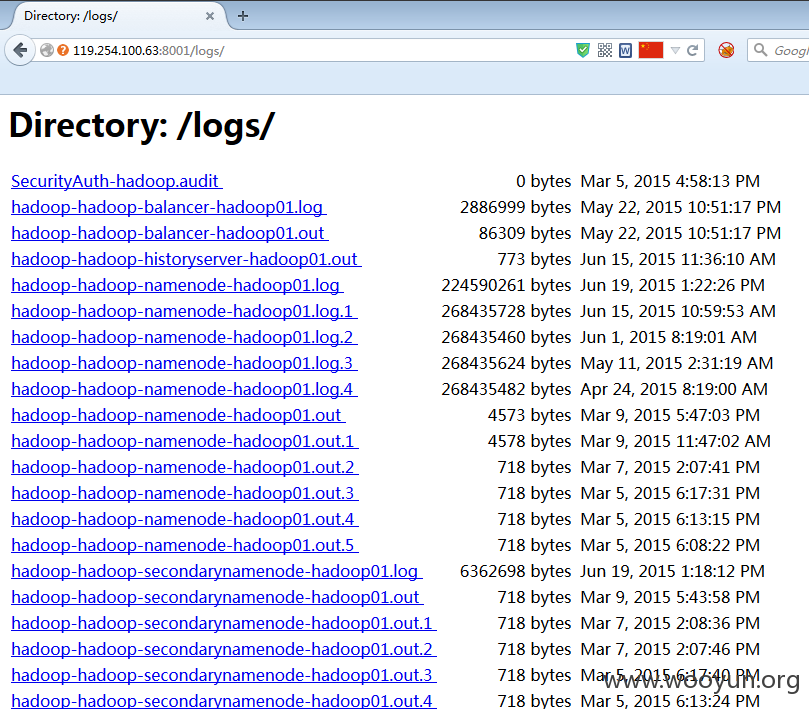 Directory: /logs/
119.254.100.63:8001/logs/
Goog
Directory: /logs/
SecurityAuth-hadoop.audit 0 bytes Mar 5, 2015 4:58:13 PM
hadoop-hadoop-balancer-hadoop01.log 2886999 bytes May 22, 2015 10:51:17 PM
hadoop-hadoop-balancer-hadoop01.out 86309 bytes May 22, 2015 10:51:17 PM
hadoop-hadoop-historyserver-hadoop01.out 773 bytes Jun 15, 2015 11:36:10 AM
hadoop-hadoop-namenode-hadoop01.log 224590261 bytes Jun 19, 2015 1:22:26 PM
hadoop-hadoop-namenode-hadoop01.log.1 268435728 bytes Jun 15, 2015 10:59:53 AM
hadoop-hadoop-namenode-hadoop01.log.2 268435460 bytes Jun 1, 2015 8:19:01 AM
hadoop-hadoop-namenode-hadoop01.log.3 268435624 bytes May 11, 2015 2:31:19 AM
hadoop-hadoop-namenode-hadoop01.log.4 268435482 bytes Apr 24, 2015 8:19:00 AM
hadoop-hadoop-namenode-hadoop01.out 4573 bytes Mar 9, 2015 5:47:03 PM
hadoop-hadoop-namenode-hadoop01.out.1 4578 bytes Mar 9, 2015 11:47:02 AM
hadoop-hadoop-namenode-hadoop01.out.2 718 bytes Mar 7, 2015 2:07:41 PM
hadoop-hadoop-namenode-hadoop01.out.3 718 bytes Mar 5, 2015 6:17:31 PM
hadoop-hadoop-namenode-hadoop01.out.4 718 bytes Mar 5, 2015 6:13:15 PM
hadoop-hadoop-namenode-hadoop01.out.5 718 bytes Mar 5, 2015 6:08:22 PM
hadoop-hadoop-secondarynamenode-hadoop01.log 6362698 bytes Jun 19, 2015 1:18:12 PM
hadoop-hadoop-secondarynamenode-hadoop01.out 718 bytes Mar 9, 2015 5:43:58 PM
hadoop-hadoop-secondarynamenode-hadoop01.out.1 718 bytes Mar 7, 2015 2:08:36 PM
hadoop-hadoop-secondarynamenode-hadoop01.out.2 718 bytes Mar 7, 2015 2:07:46 PM
hadoop-hadoop-secondarynamenode-hadoop01.out.3 718 bytes Mar 5, 2015 6:17:40 PM
www.wooyun.org
hadoop-hadoop-secondarynamenode-hadoop01.out.4 718 bytes Mar 5, 2015 6:13:24 PM